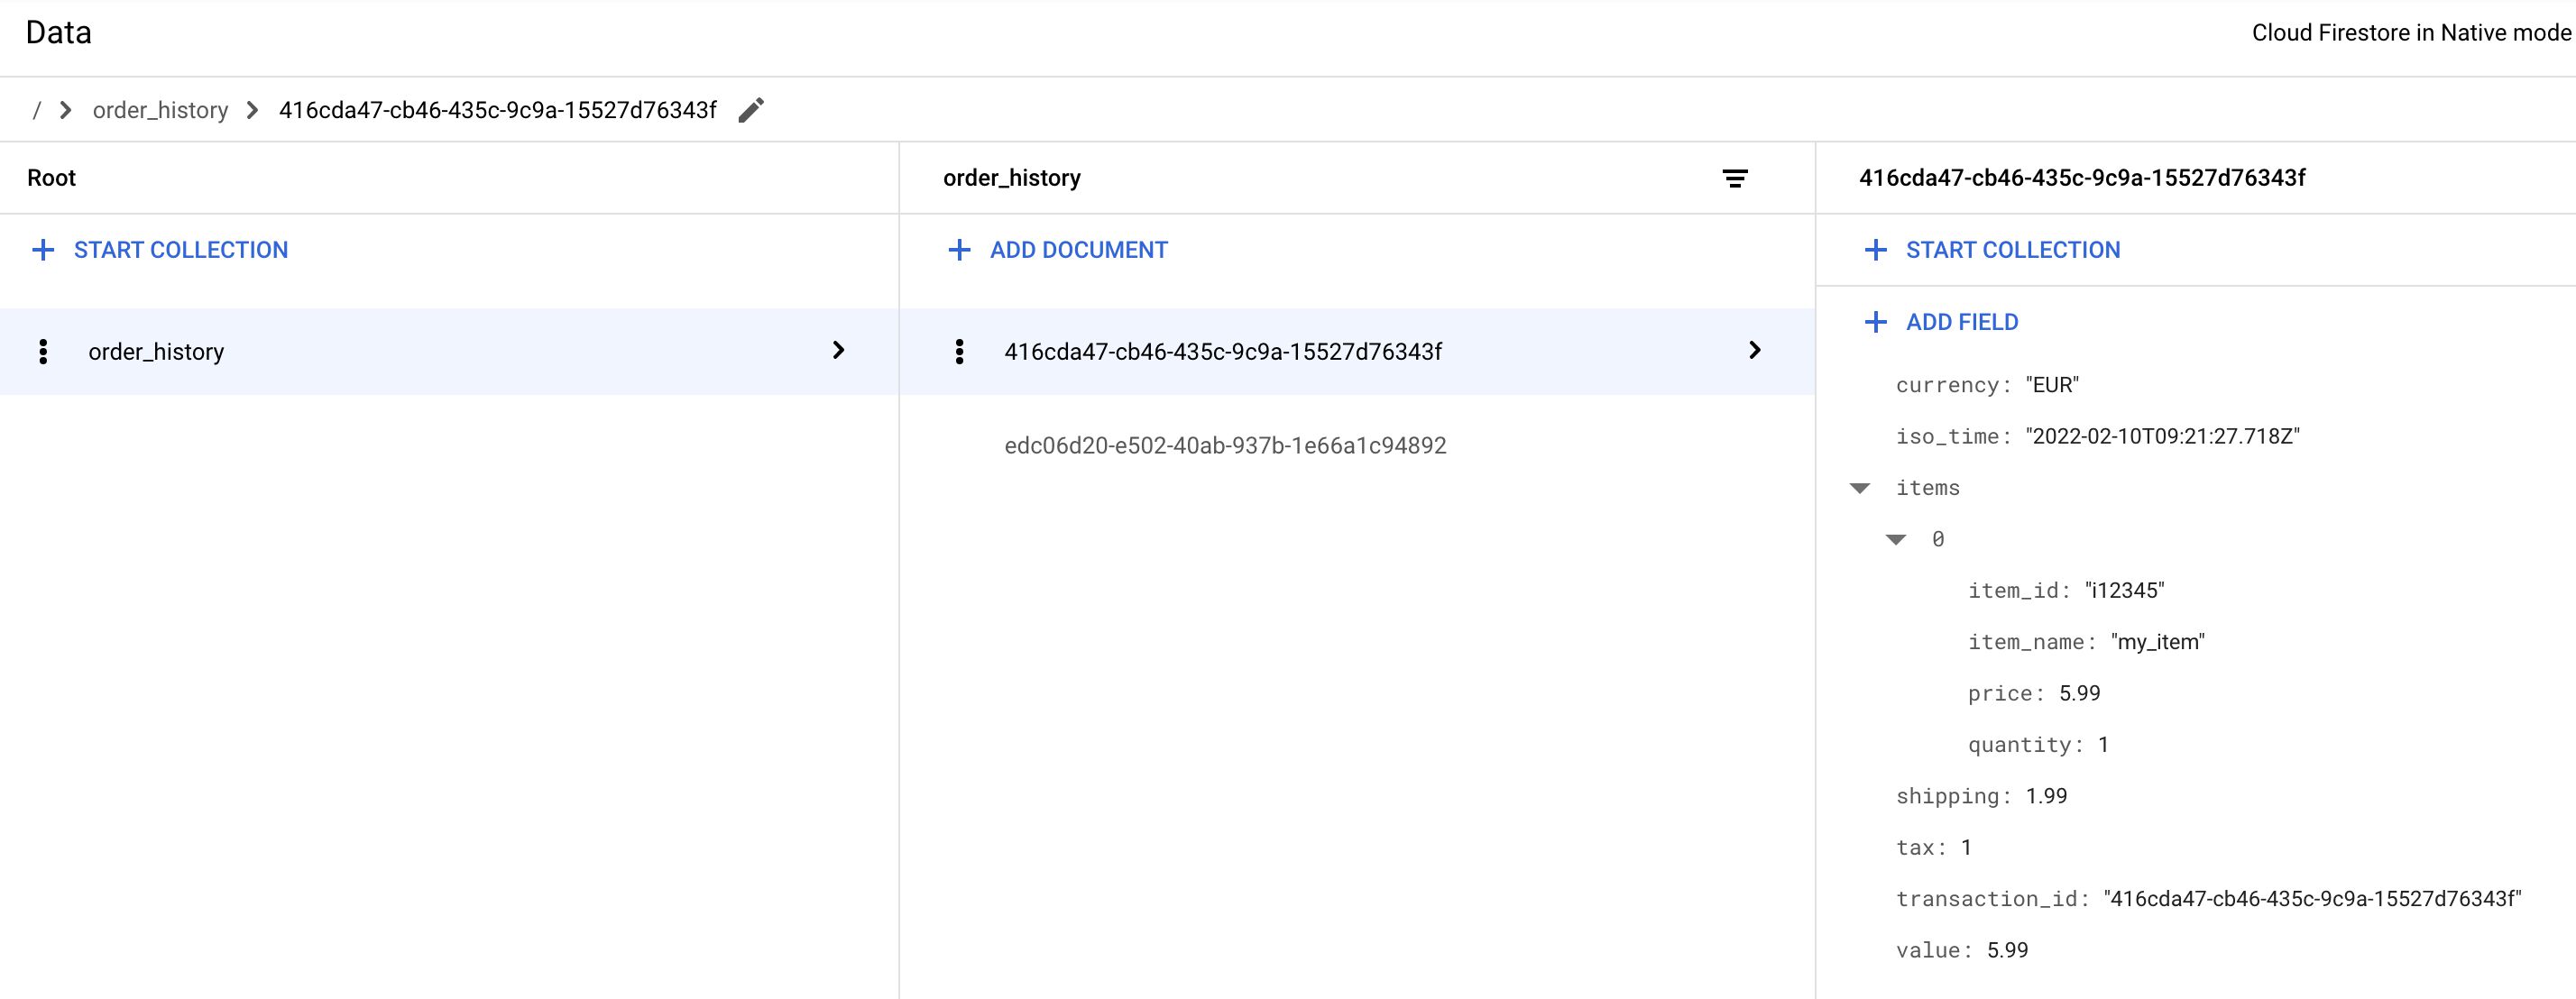 Data
Cloud Firestore in Native mode
/ > order_history > 416cda47-cb46-435c-9c9a-15527d76343f
Root
START COLLECTION
order_history
order_history
ADD DOCUMENT
416cda47-cb46-435c-9c9a-15527d76343f
edc06d20-e502-40ab-937b-1e66a1c94892
416cda47-cb46-435c-9c9a-15527d76343f
START COLLECTION
ADD FIELD
currency: "EUR"
iso_time: "2022-02-10T09:21:27.718Z"
items
0
item_id: "i12345"
item_name: "my_item"
price: 5.99
quantity: 1
shipping: 1.99
tax: 1
transaction_id: "416cda47-cb46-435c-9c9a-15527d76343f"
value: 5.99